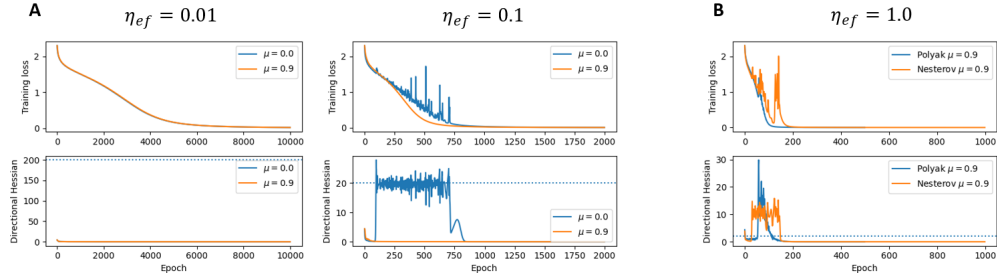 A
η_ef = 0.01
η_ef = 0.1
B
η_ef = 1.0
Training loss
2
1
0
μ = 0.0
μ = 0.9
0 2000 4000 6000 8000 10000
Training loss
2
1
0
μ = 0.0
μ = 0.9
0 250 500 750 1000 1250 1500 1750 2000
Training loss
2
1
0
Polyak μ = 0.9
Nesterov μ = 0.9
0 200 400 600 800 1000
Directional Hessian
200
150
100
50
0
μ = 0.0
μ = 0.9
0 2000 4000 6000 8000 10000
Epoch
Directional Hessian
20
10
0
μ = 0.0
μ = 0.9
0 250 500 750 1000 1250 1500 1750 2000
Epoch
Directional Hessian
30
20
10
0
Polyak μ = 0.9
Nesterov μ = 0.9
0 200 400 600 800 1000
Epoch